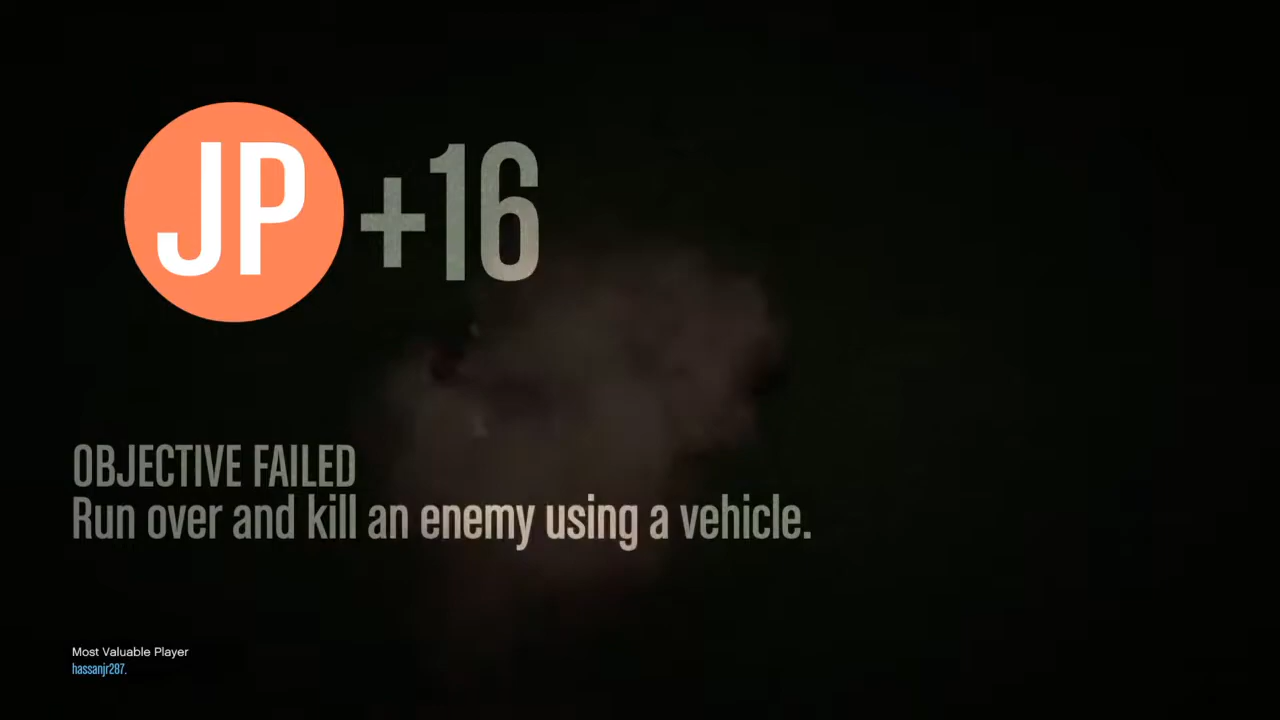 JP +16
OBJECTIVE FAILED
Run over and kill an enemy using a vehicle.
Most Valuable Player
hassanjr287.